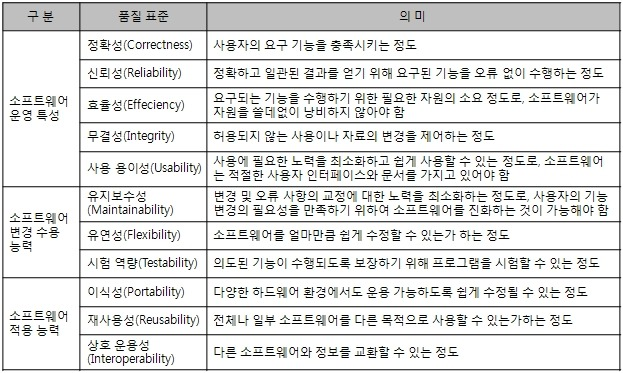 구 분
품질 표준
의 미
소프트웨어
운영 특성
정확성(Correctness)
사용자의 요구 기능을 충족시키는 정도
신뢰성(Reliability)
정확하고 일관된 결과를 얻기 위해 요구된 기능을 오류 없이 수행하는 정도
효율성(Effeciency)
요구되는 기능을 수행하기 위한 필요한 자원의 소요 정도로, 소프트웨어가
자원을 쓸데없이 낭비하지 않아야 함
무결성(Integrity)
허용되지 않는 사용이나 자료의 변경을 제어하는 정도
사용 용이성(Usability)
사용에 필요한 노력을 최소화하고 쉽게 사용할 수 있는 정도로, 소프트웨어
는 적절한 사용자 인터페이스와 문서를 가지고 있어야 함
소프트웨어
변경 수용
능력
유지보수성
(Maintainability)
변경 및 오류 사항의 교정에 대한 노력을 최소화하는 정도로, 사용자의 기능
변경의 필요성을 만족하기 위하여 소프트웨어를 진화하는 것이 가능해야 함
유연성(Flexibility)
소프트웨어를 얼마만큼 쉽게 수정할 수 있는가 하는 정도
시험 역량(Testability)
의도된 기능이 수행되도록 보장하기 위해 프로그램을 시험할 수 있는 정도
소프트웨어
적용 능력
이식성(Portability)
다양한 하드웨어 환경에서도 운용 가능하도록 쉽게 수정될 수 있는 정도
재사용성(Reusability)
전체나 일부 소프트웨어를 다른 목적으로 사용할 수 있는가하는 정도
상호 운용성
(Interoperability)
다른 소프트웨어와 정보를 교환할 수 있는 정도